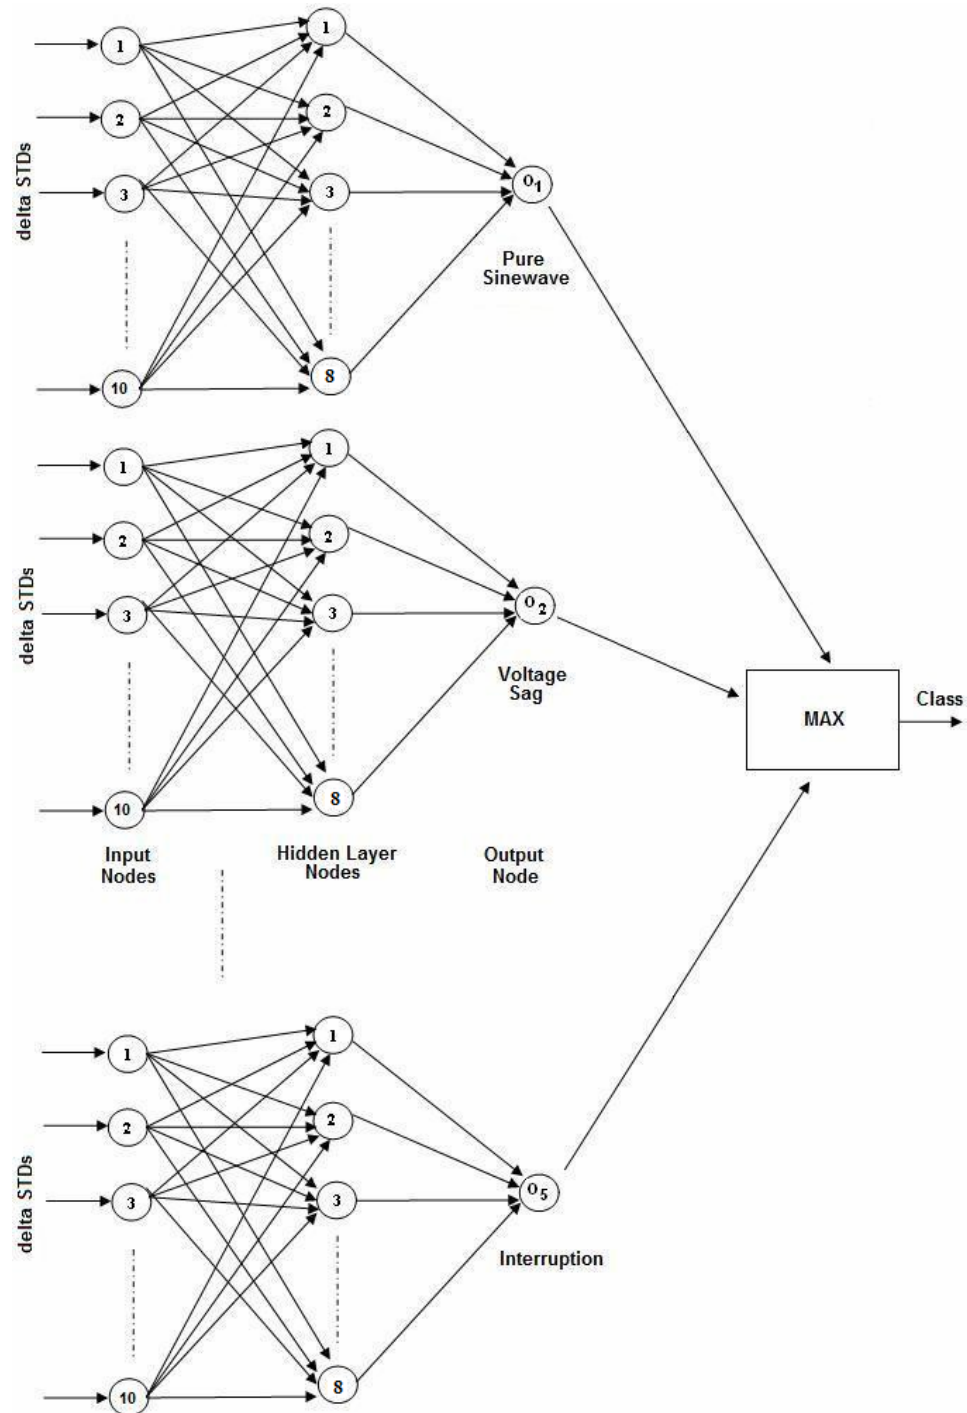 delta STDs
1
2
3
10
1
2
3
8
O1
Pure
Sinewave
delta STDs
1
2
3
10
1
2
3
8
O2
Voltage
Sag
MAX
Class
Input
Nodes
Hidden Layer
Nodes
Output
Node
delta STDs
1
2
3
10
1
2
3
8
O5
Interruption